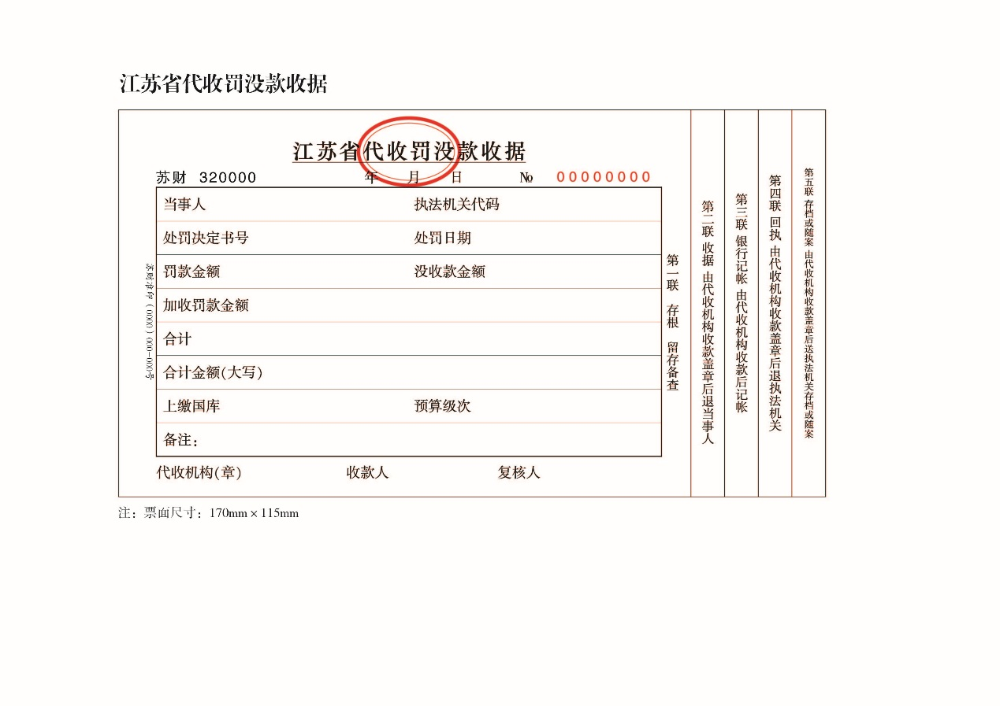 江苏省代收罚没款收据
江苏省代收罚没款收据
苏财 320000 年 月 日 № 00000000
当事人 执法机关代码
处罚决定书号 处罚日期
罚款金额 没收款金额
加收罚款金额
合计
合计金额(大写)
上缴国库 预算级次
备注：
代收机构(章) 收款人 复核人
苏财准印（0000）000—000号
第一联 存根 留存备查
第二联 收据 由代收机构收款盖章后退当事人
第三联 银行记帐 由代收机构收款后记帐
第四联 回执 由代收机构收款盖章后退执法机关
第五联 存档或随案 由代收机构收款盖章后送执法机关存档或随案
注：票面尺寸：170mm×115mm